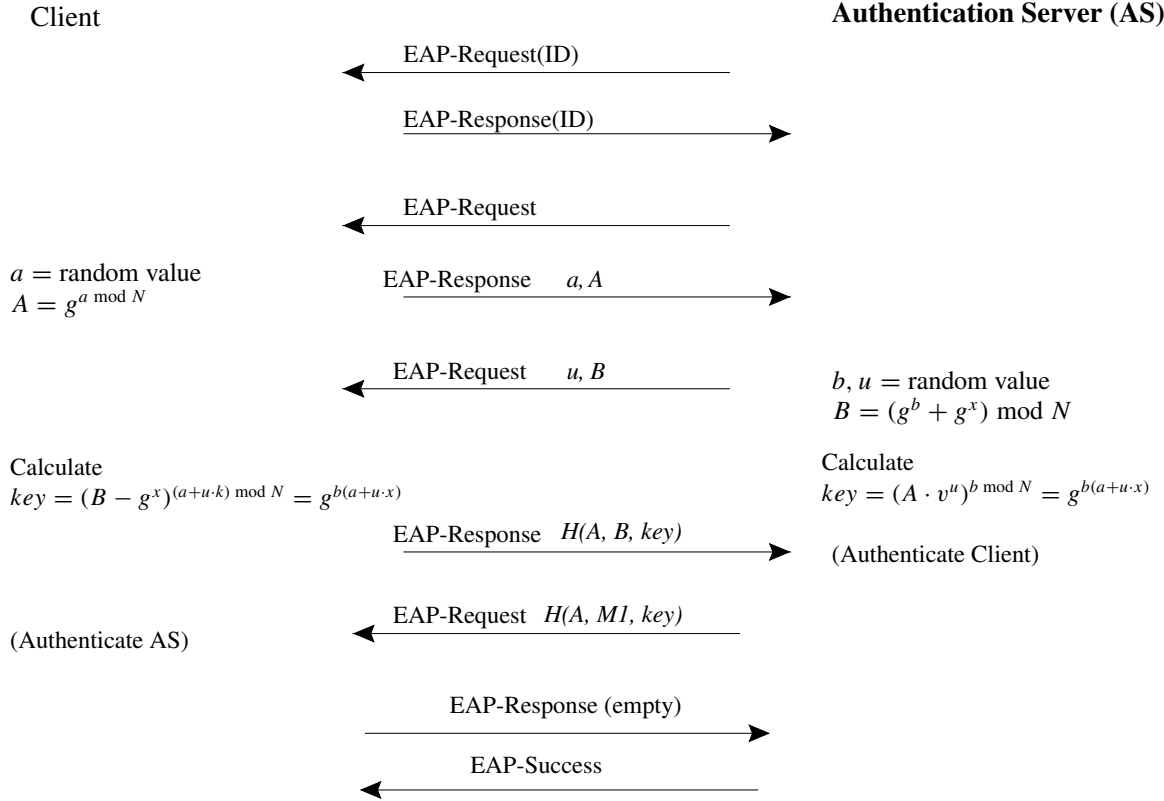 Client
Authentication Server (AS)
EAP-Request(ID)
EAP-Response(ID)
EAP-Request
a = random value
A = g^{a mod N}
EAP-Response a, A
EAP-Request u, B
b, u = random value
B = (g^b + g^x) mod N
Calculate
key = (B − g^x)^{(a+u·k) mod N} = g^{b(a+u·x)}
Calculate
key = (A · v^u)^{b mod N} = g^{b(a+u·x)}
EAP-Response H(A, B, key)
(Authenticate Client)
EAP-Request H(A, M1, key)
(Authenticate AS)
EAP-Response (empty)
EAP-Success